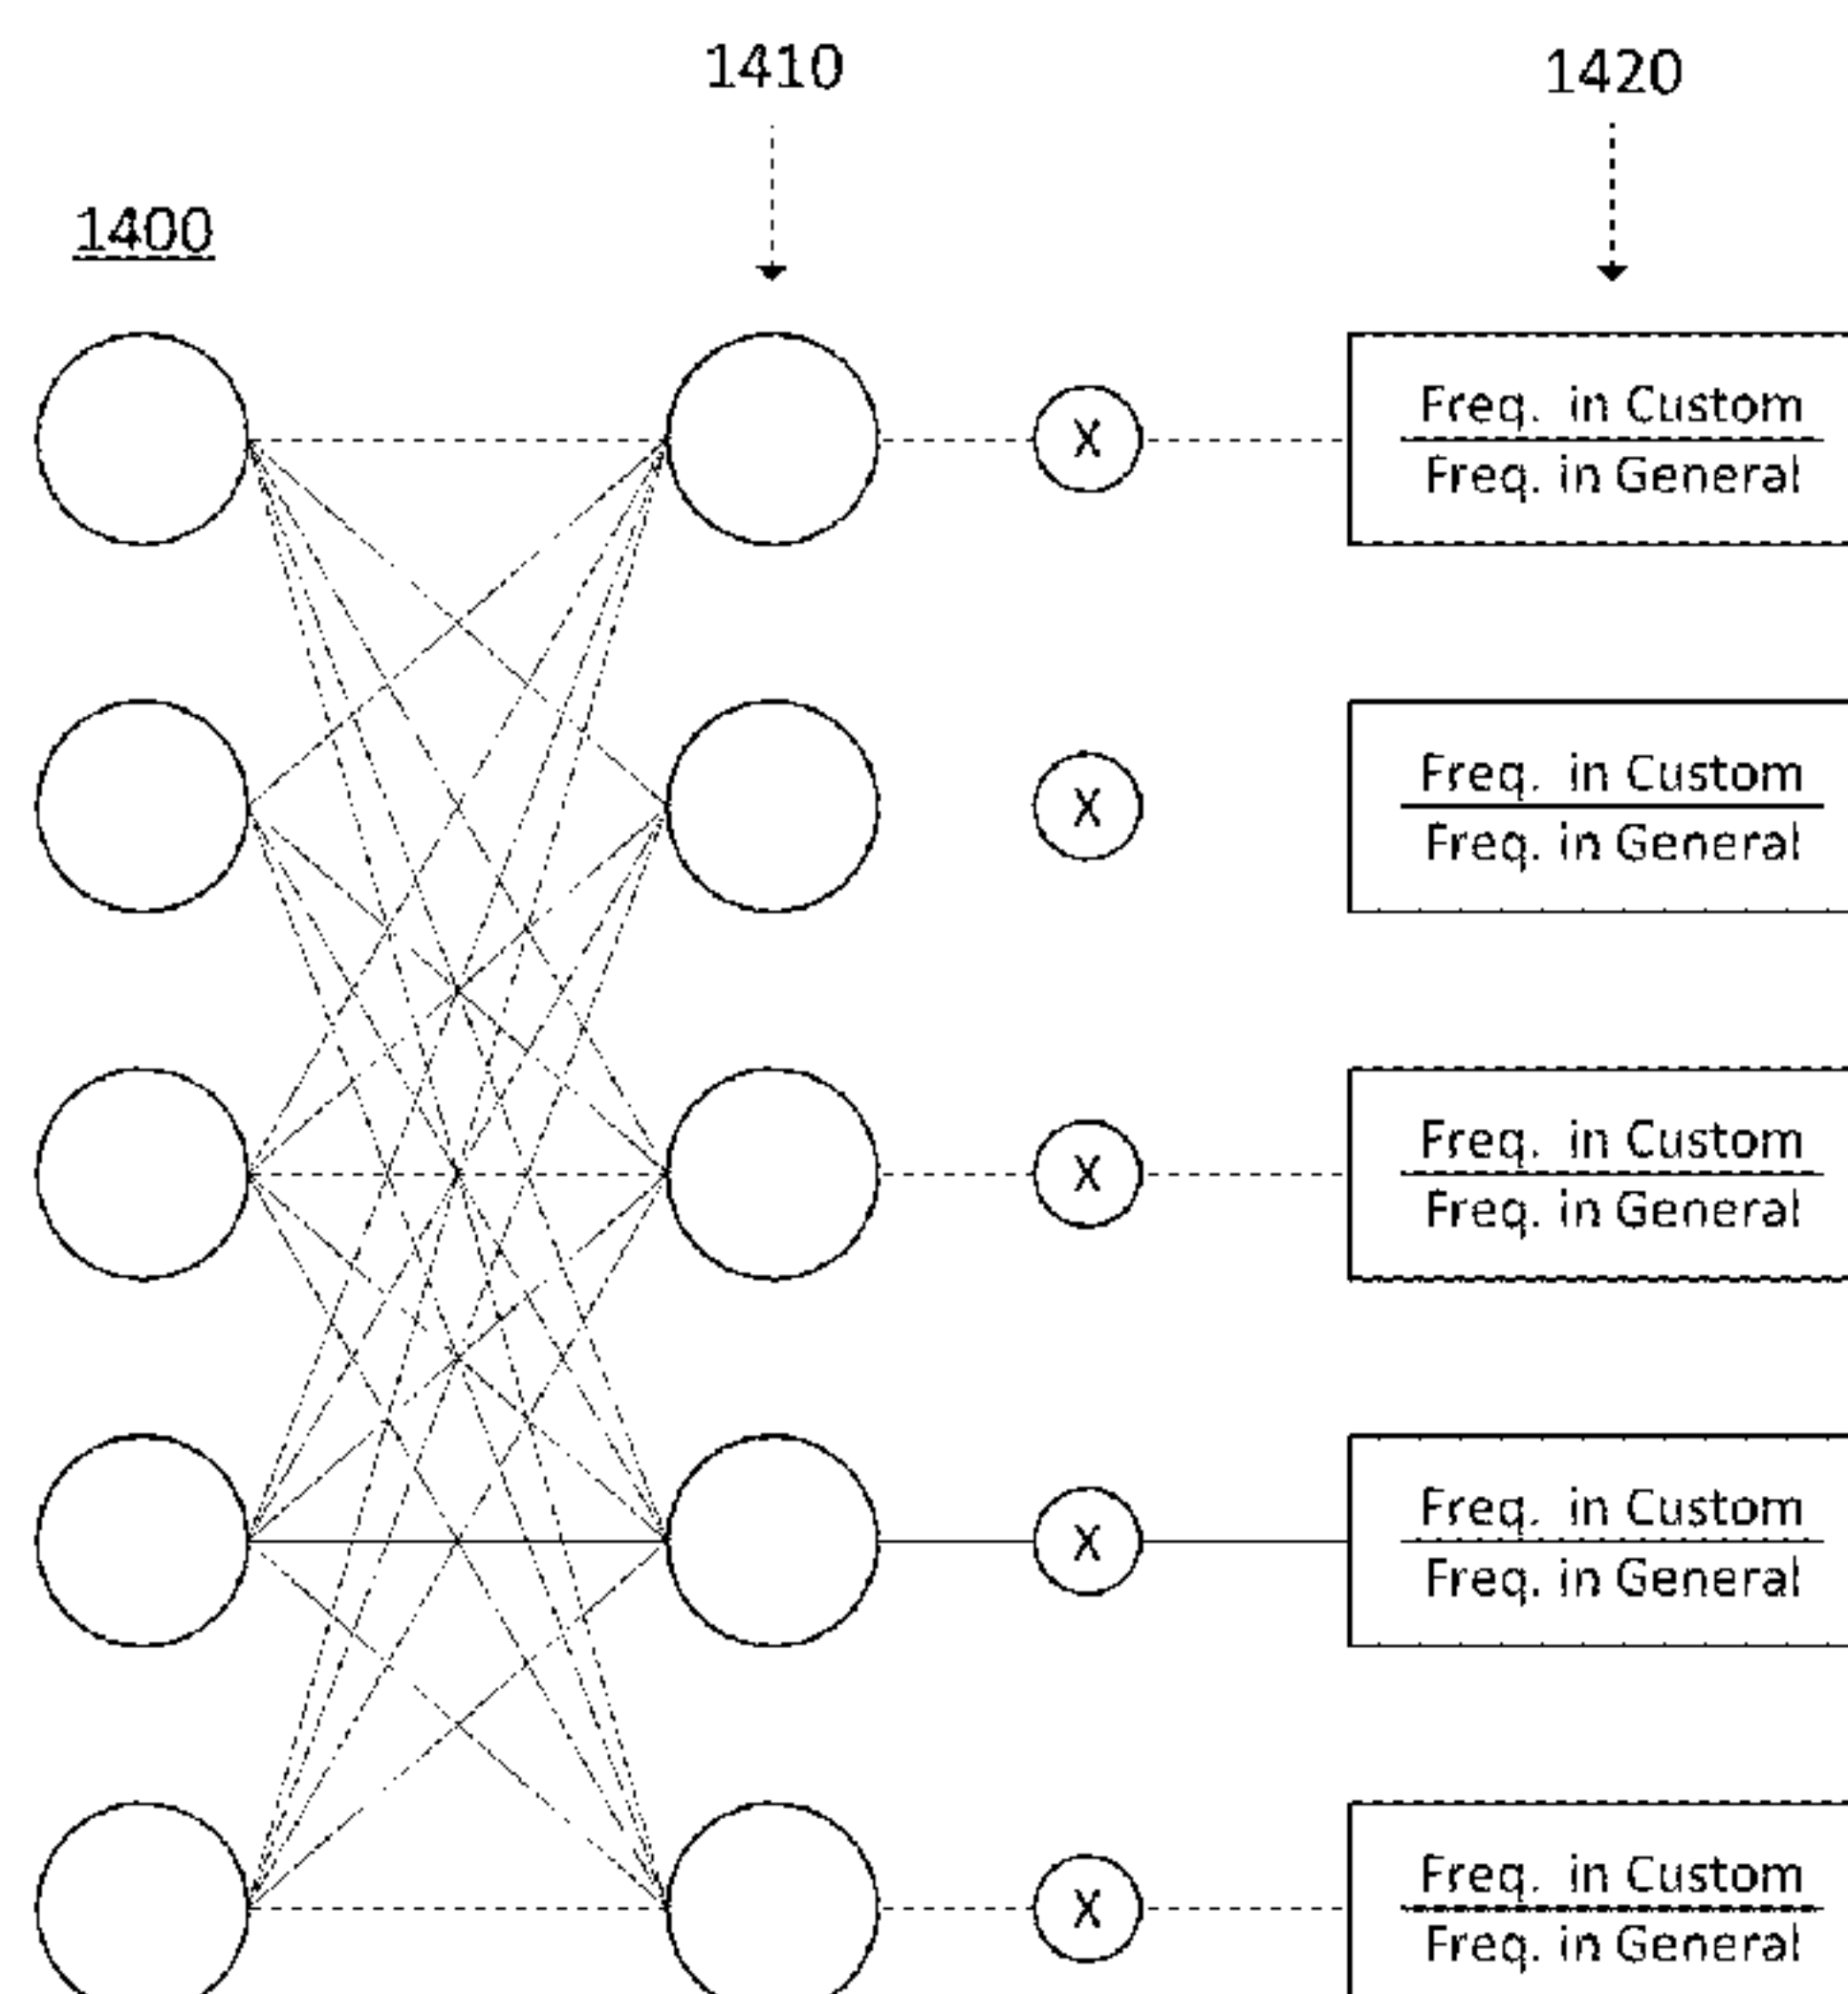 1410
1420
1400
X
Freq. in Custom
Freq. in General
X
Freq. in Custom
Freq. in General
X
Freq. in Custom
Freq. in General
X
Freq. in Custom
Freq. in General
X
Freq. in Custom
Freq. in General